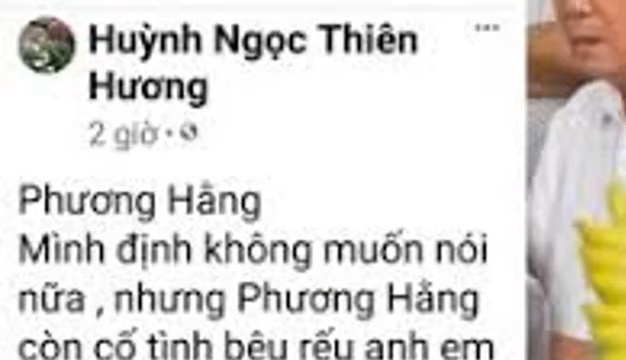 Huỳnh Ngọc Thiên
Hương
2 giờ
Phương Hằng
Mình định không muốn nói
nữa , nhưng Phương Hằng
còn cố tình bêu rếu anh em